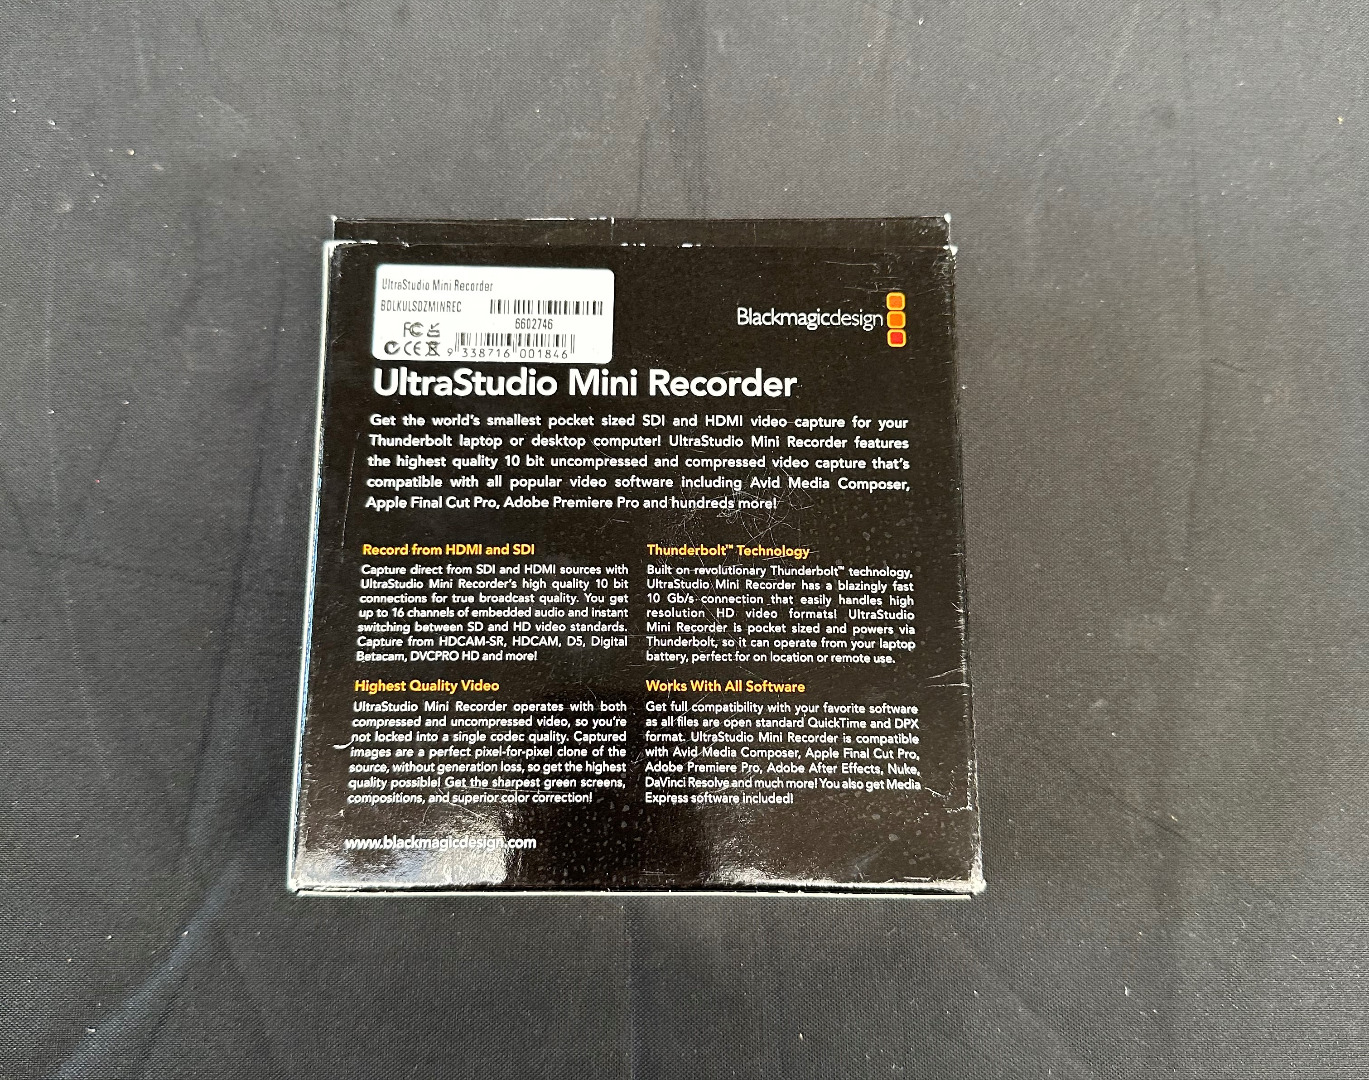 UltraStudio Mini Recorder
BDLKULSDZMINREC
6602746
FC
CE
9 338716 001846
Blackmagicdesign
UltraStudio Mini Recorder
Get the world's smallest pocket sized SDI and HDMI video capture for your
Thunderbolt laptop or desktop computer! UltraStudio Mini Recorder features
the highest quality 10 bit uncompressed and compressed video capture that's
compatible with all popular video software including Avid Media Composer,
Apple Final Cut Pro, Adobe Premiere Pro and hundreds more!
Record from HDMI and SDI
Capture direct from SDI and HDMI sources with
UltraStudio Mini Recorder's high quality 10 bit
connections for true broadcast quality. You get
up to 16 channels of embedded audio and instant
switching between SD and HD video standards.
Capture from HDCAM-SR, HDCAM, D5, Digital
Betacam, DVCPRO HD and more!
Thunderbolt™ Technology
Built on revolutionary Thunderbolt™ technology,
UltraStudio Mini Recorder has a blazingly fast
10 Gb/s connection that easily handles high
resolution HD video formats! UltraStudio
Mini Recorder is pocket sized and powers via
Thunderbolt, so it can operate from your laptop
battery, perfect for on location or remote use.
Highest Quality Video
UltraStudio Mini Recorder operates with both
compressed and uncompressed video, so you're
not locked into a single codec quality. Captured
images are a perfect pixel-for-pixel clone of the
source, without generation loss, so get the highest
quality possible! Get the sharpest green screens,
compositions, and superior color correction!
Works With All Software
Get full compatibility with your favorite software
as all files are open standard QuickTime and DPX
format. UltraStudio Mini Recorder is compatible
with Avid Media Composer, Apple Final Cut Pro,
Adobe Premiere Pro, Adobe After Effects, Nuke,
DaVinci Resolve and much more! You also get Media
Express software included!
www.blackmagicdesign.com